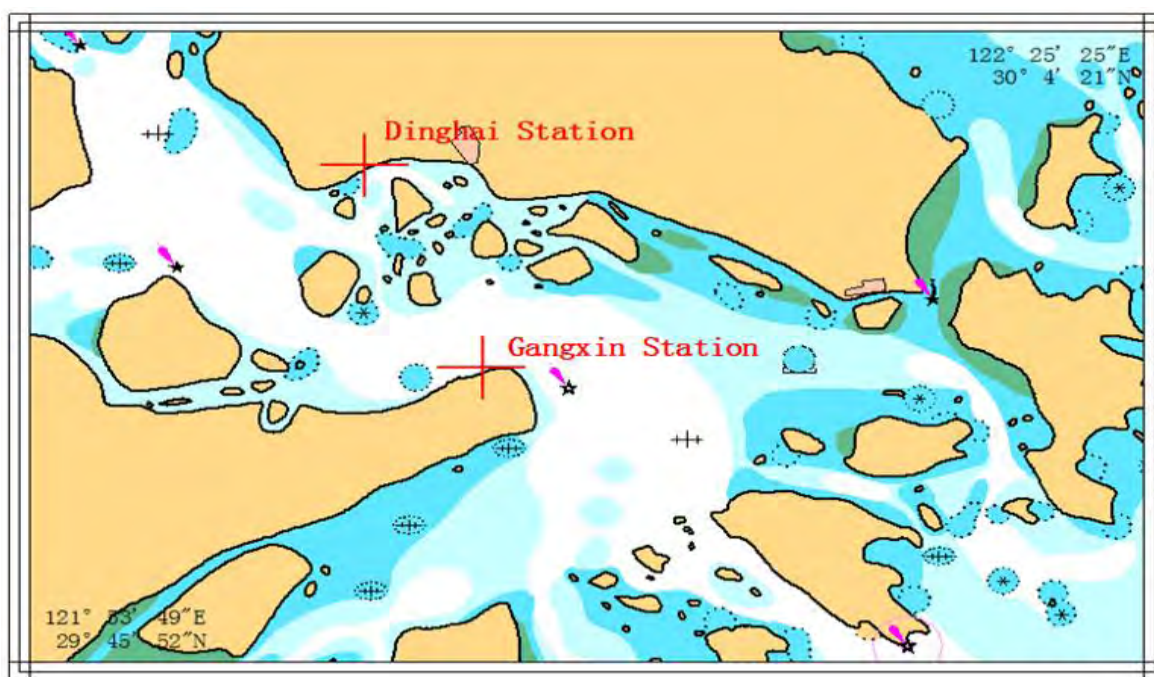 122° 25' 25"E
30° 4' 21"N
Dinghai Station
Gangxin Station
121° 53' 49"E
29° 45' 52"N